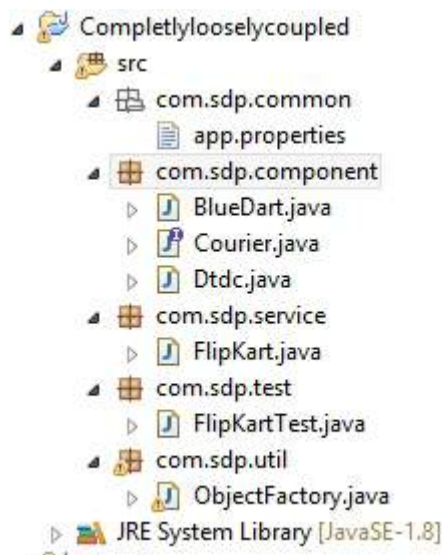 Completlylooselycoupled
src
com.sdp.common
app.properties
com.sdp.component
BlueDart.java
Courier.java
Dtdc.java
com.sdp.service
FlipKart.java
com.sdp.test
FlipKartTest.java
com.sdp.util
ObjectFactory.java
JRE System Library [JavaSE-1.8]